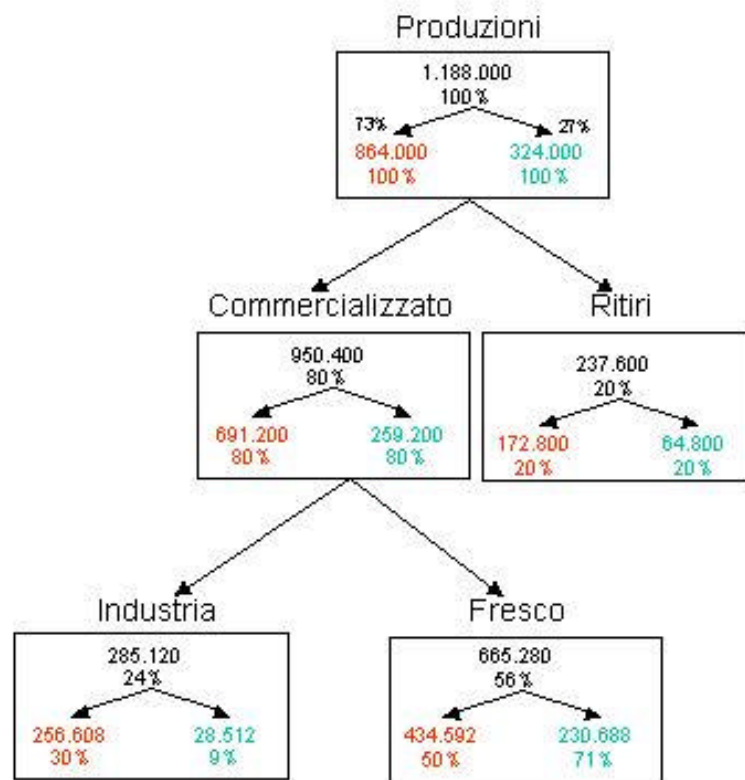 Produzioni
1.188.000
100%
73% 27%
864.000 324.000
100% 100%
Commercializzato Ritiri
950.400 237.600
80% 20%
691.200 259.200 172.800 64.800
80% 80% 20% 20%
Industria Fresco
285.120 665.280
24% 56%
256.608 28.512 434.592 230.688
30% 9% 50% 71%